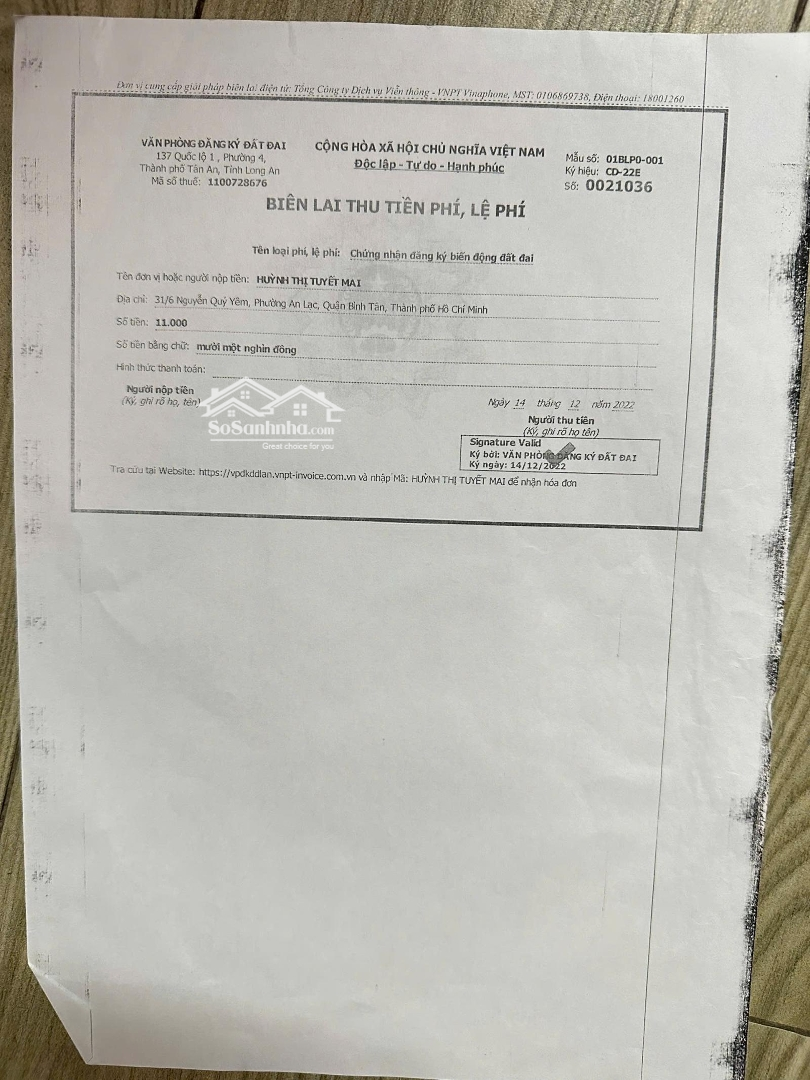 Đơn vị cung cấp giải pháp biên lai điện tử: Tổng Công ty Dịch vụ Viễn thông - VNPT Vinaphone, MST: 0106869738, Điện thoại: 18001260
VĂN PHÒNG ĐĂNG KÝ ĐẤT ĐAI
137 Quốc lộ 1 , Phường 4,
Thành phố Tân An, Tỉnh Long An
Mã số thuế: 1100728676
CỘNG HÒA XÃ HỘI CHỦ NGHĨA VIỆT NAM
Độc lập - Tự do - Hạnh phúc
Mẫu số: 01BLP0-001
Ký hiệu: CD-22E
Số: 0021036
BIÊN LAI THU TIỀN PHÍ, LỆ PHÍ
Tên loại phí, lệ phí: Chứng nhận đăng ký biến động đất đai
Tên đơn vị hoặc người nộp tiền: HUỲNH THỊ TUYẾT MAI
Địa chỉ: 31/6 Nguyễn Quý Yêm, Phường An Lạc, Quận Bình Tân, Thành phố Hồ Chí Minh
Số tiền: 11.000
Số tiền bằng chữ: mười một nghìn đồng
Hình thức thanh toán:
Người nộp tiền
(Ký, ghi rõ họ, tên)
Ngày 14 tháng 12 năm 2022
Người thu tiền
(Ký, ghi rõ họ tên)
SoSanhnha.com
Great choice for you
Signature Valid
Ký bởi: VĂN PHÒNG ĐĂNG KÝ ĐẤT ĐAI
Ký ngày: 14/12/2022
Tra cứu tại Website: https://vpdkddlan.vnpt-invoice.com.vn và nhập Mã: HUỲNH THỊ TUYẾT MAI để nhận hóa đơn